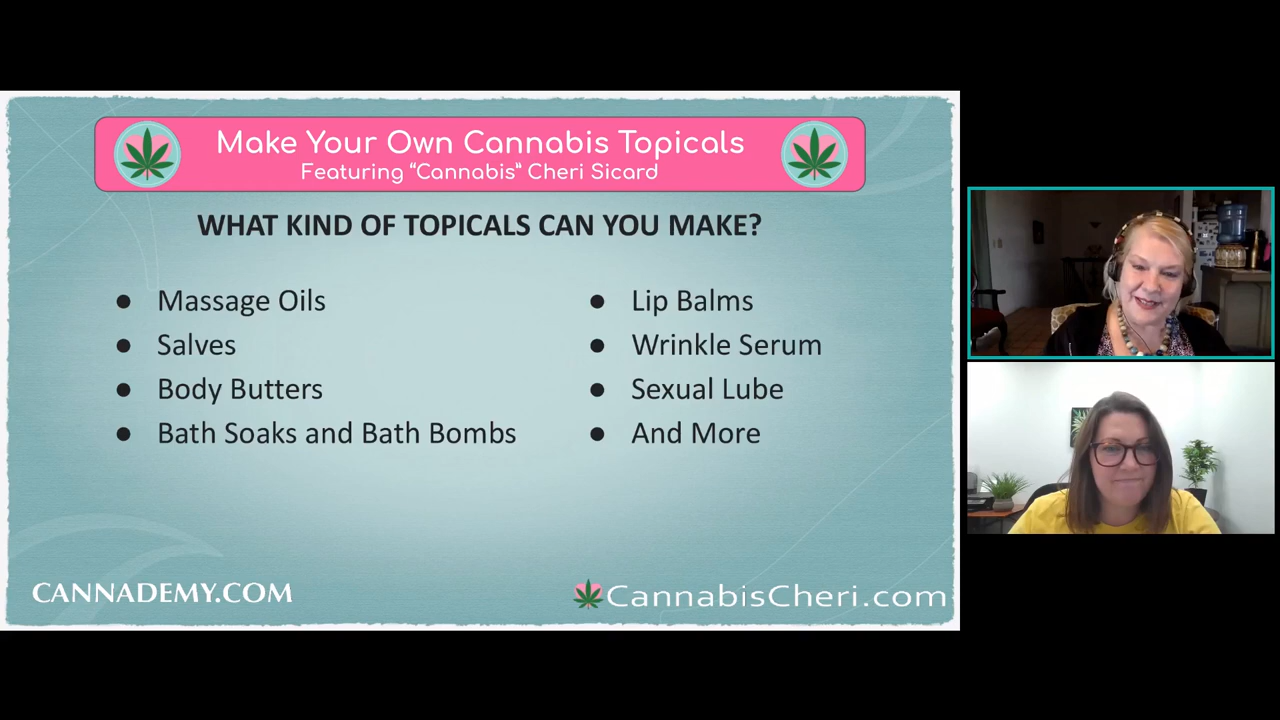 Make Your Own Cannabis Topicals
Featuring “Cannabis” Cheri Sicard
WHAT KIND OF TOPICALS CAN YOU MAKE?
● Massage Oils
● Salves
● Body Butters
● Bath Soaks and Bath Bombs
● Lip Balms
● Wrinkle Serum
● Sexual Lube
● And More
CANNADEMY.COM
CannabisCheri.com